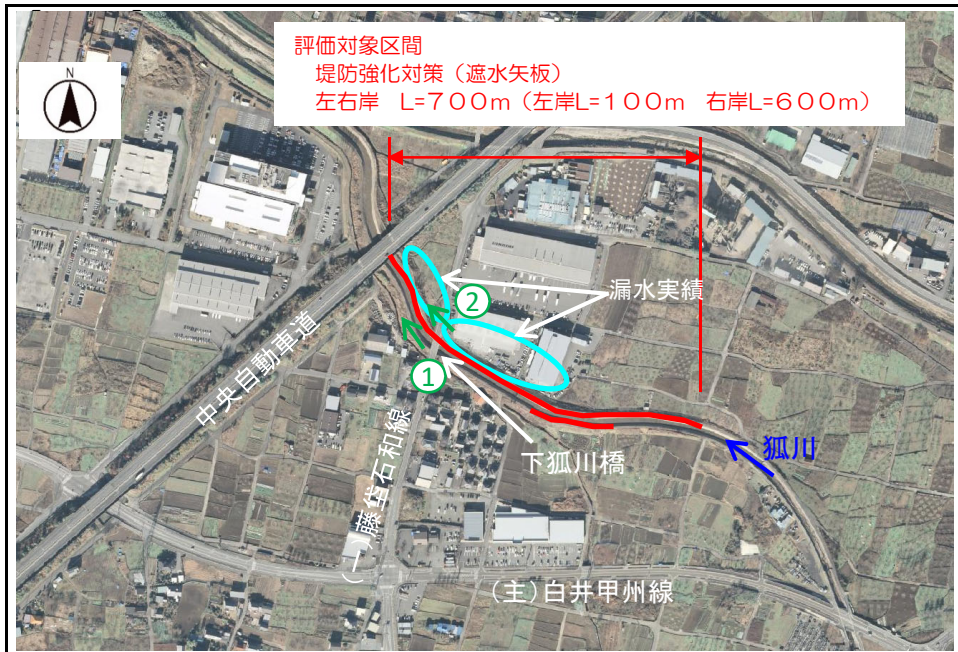 評価対象区間
堤防強化対策（遮水矢板）
左右岸　L=７００m（左岸L=１００m　右岸L=６００m）
N
漏水実績
②
①
中央自動車道
下狐川橋
狐川
(一)藤垈石和線
(主)白井甲州線